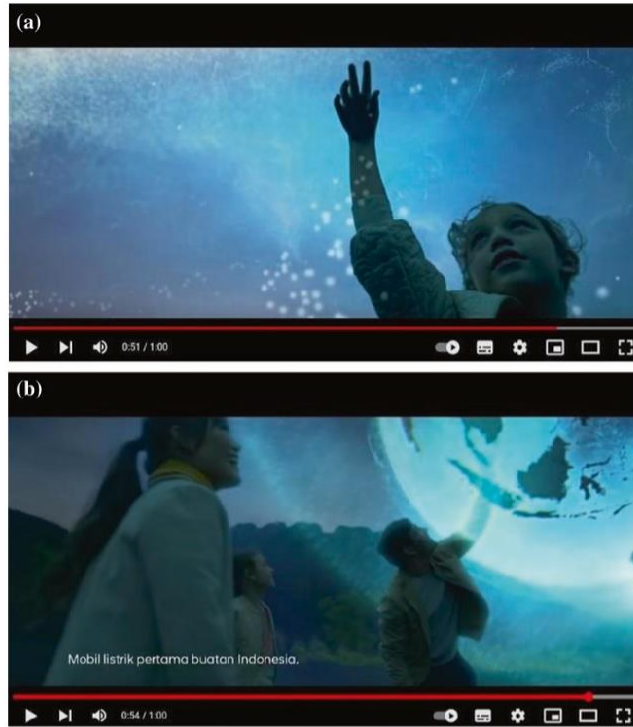 (a)
0:51 / 1:00
(b)
Mobil listrik pertama buatan Indonesia.
0:54 / 1:00